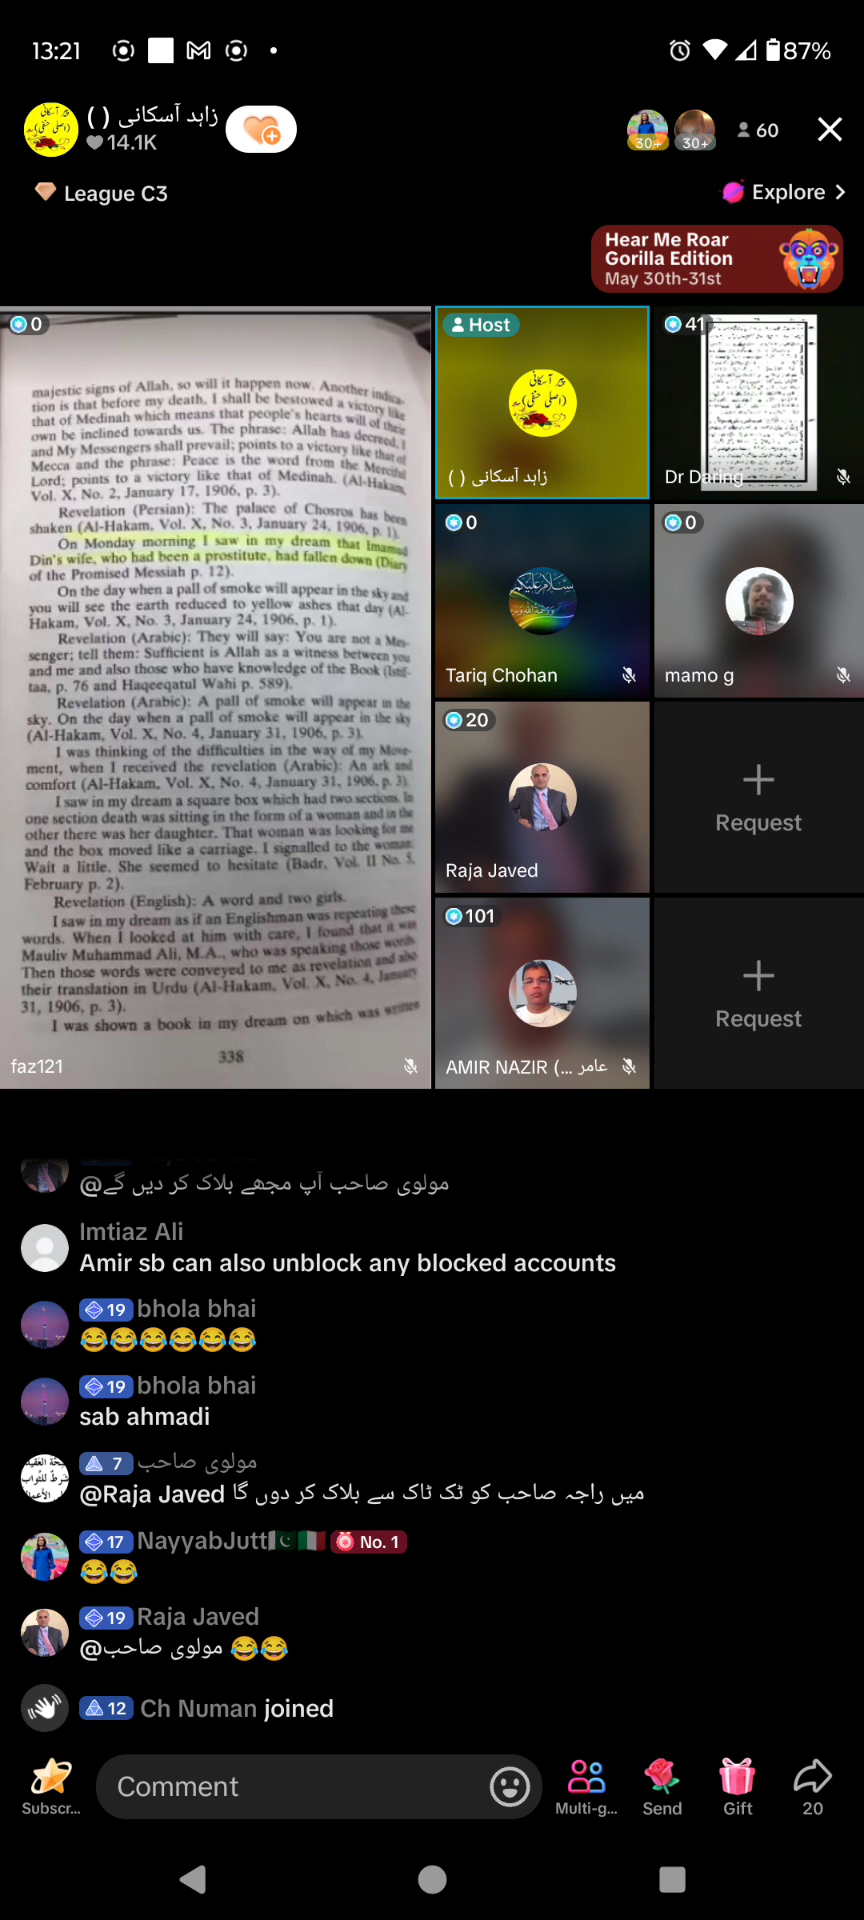 13:21
87%
زاہد آسکانی ( )
14.1K
30+
30+
60
League C3
Explore
Hear Me Roar
Gorilla Edition
May 30th-31st
0
majestic signs of Allah, so will it happen now. Another indica-
tion is that before my death, I shall be bestowed a victory like
that of Medinah which means that people's hearts will of their
own be inclined towards us. The phrase: Allah has decreed, I
and My Messengers shall prevail; points to a victory like that of
Mecca and the phrase: Peace is the word from the Merciful
Lord; points to a victory like that of Medinah. (Al-Hakam,
Vol. X, No. 2, January 17, 1906, p. 3).
Revelation (Persian): The palace of Chosros has been
shaken (Al-Hakam, Vol. X, No. 3, January 24, 1906, p. 1).
On Monday morning I saw in my dream that Imamud
Din's wife, who had been a prostitute, had fallen down (Diary
of the Promised Messiah p. 12).
On the day when a pall of smoke will appear in the sky and
you will see the earth reduced to yellow ashes that day (Al-
Hakam, Vol. X, No. 3, January 24, 1906, p. 1).
Revelation (Arabic): They will say: You are not a Mes-
senger; tell them: Sufficient is Allah as a witness between you
and me and also those who have knowledge of the Book (Istif-
taa, p. 76 and Haqeeqatul Wahi p. 589).
Revelation (Arabic): A pall of smoke will appear in the
sky. On the day when a pall of smoke will appear in the sky
(Al-Hakam, Vol. X, No. 4, January 31, 1906, p. 3).
I was thinking of the difficulties in the way of my Move-
ment, when I received the revelation (Arabic): An ark and
comfort (Al-Hakam, Vol. X, No. 4, January 31, 1906, p. 3).
I saw in my dream a square box which had two sections. In
one section death was sitting in the form of a woman and in the
other there was her daughter. That woman was looking for me
and the box moved like a carriage. I signalled to the woman:
Wait a little. She seemed to hesitate (Badr, Vol. II No. 5,
February p. 2).
Revelation (English): A word and two girls.
I saw in my dream as if an Englishman was repeating these
words. When I looked at him with care, I found that it was
Mauliv Muhammad Ali, M.A., who was speaking those words.
Then those words were conveyed to me as revelation and also
their translation in Urdu (Al-Hakam, Vol. X, No. 4, January
31, 1906, p. 3).
I was shown a book in my dream on which was written
338
faz121
Host
پیر آسکانی
(اصلی حنفی)
زاہد آسکانی ( )
41
Dr Daring
0
Tariq Chohan
0
mamo g
20
Raja Javed
Request
101
AMIR NAZIR (... عامر
Request
@مولوی صاحب آپ مجھے بلاک کر دیں گے
Imtiaz Ali
Amir sb can also unblock any blocked accounts
19 bhola bhai
😂😂😂😂😂😂
19 bhola bhai
sab ahmadi
7 مولوی صاحب
@Raja Javed میں راجہ صاحب کو ٹک ٹاک سے بلاک کر دوں گا
17 NayyabJutt🇵🇰🇮🇹 No. 1
😂😂
19 Raja Javed
@مولوی صاحب 😂😂
12 Ch Numan joined
Comment
Subscr...
Multi-g...
Send
Gift
20